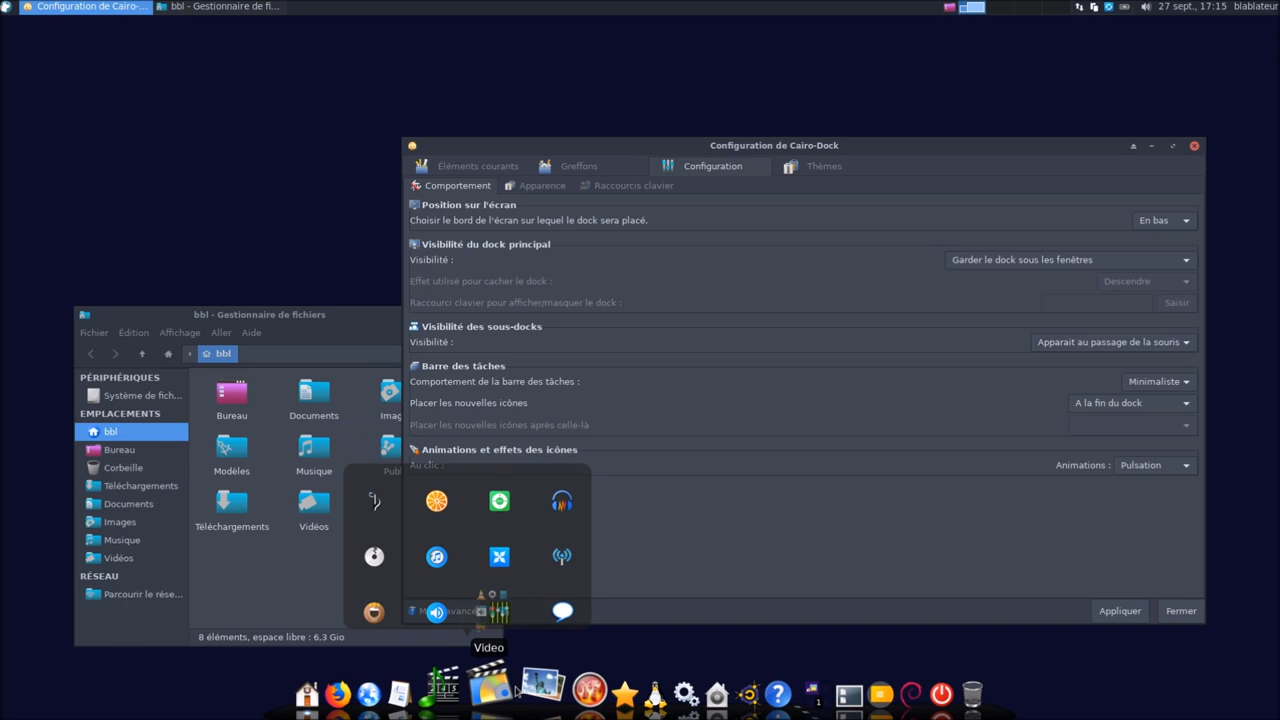 Configuration de Cairo-...
bbl - Gestionnaire de fi...
27 sept., 17:15
blablateur
Configuration de Cairo-Dock
Éléments courants
Greffons
Configuration
Thèmes
Comportement
Apparence
Raccourcis clavier
Position sur l'écran
Choisir le bord de l'écran sur lequel le dock sera placé.
En bas
Visibilité du dock principal
Visibilité :
Garder le dock sous les fenêtres
Effet utilisé pour cacher le dock :
Descendre
Raccourci clavier pour afficher/masquer le dock :
Saisir
Visibilité des sous-docks
Visibilité :
Apparait au passage de la souris
Barre des tâches
Comportement de la barre des tâches :
Minimaliste
Placer les nouvelles icônes
A la fin du dock
Placer les nouvelles icônes après celle-là
Animations et effets des icônes
Au clic :
Animations :
Pulsation
Appliquer
Fermer
bbl - Gestionnaire de fichiers
Fichier
Édition
Affichage
Aller
Aide
bbl
PÉRIPHÉRIQUES
Système de fich...
EMPLACEMENTS
bbl
Bureau
Corbeille
Téléchargements
Documents
Images
Musique
Vidéos
RÉSEAU
Parcourir le rése...
Bureau
Documents
Imag
Modèles
Musique
Publ
Téléchargements
Vidéos
8 éléments, espace libre : 6,3 Gio
Video
1